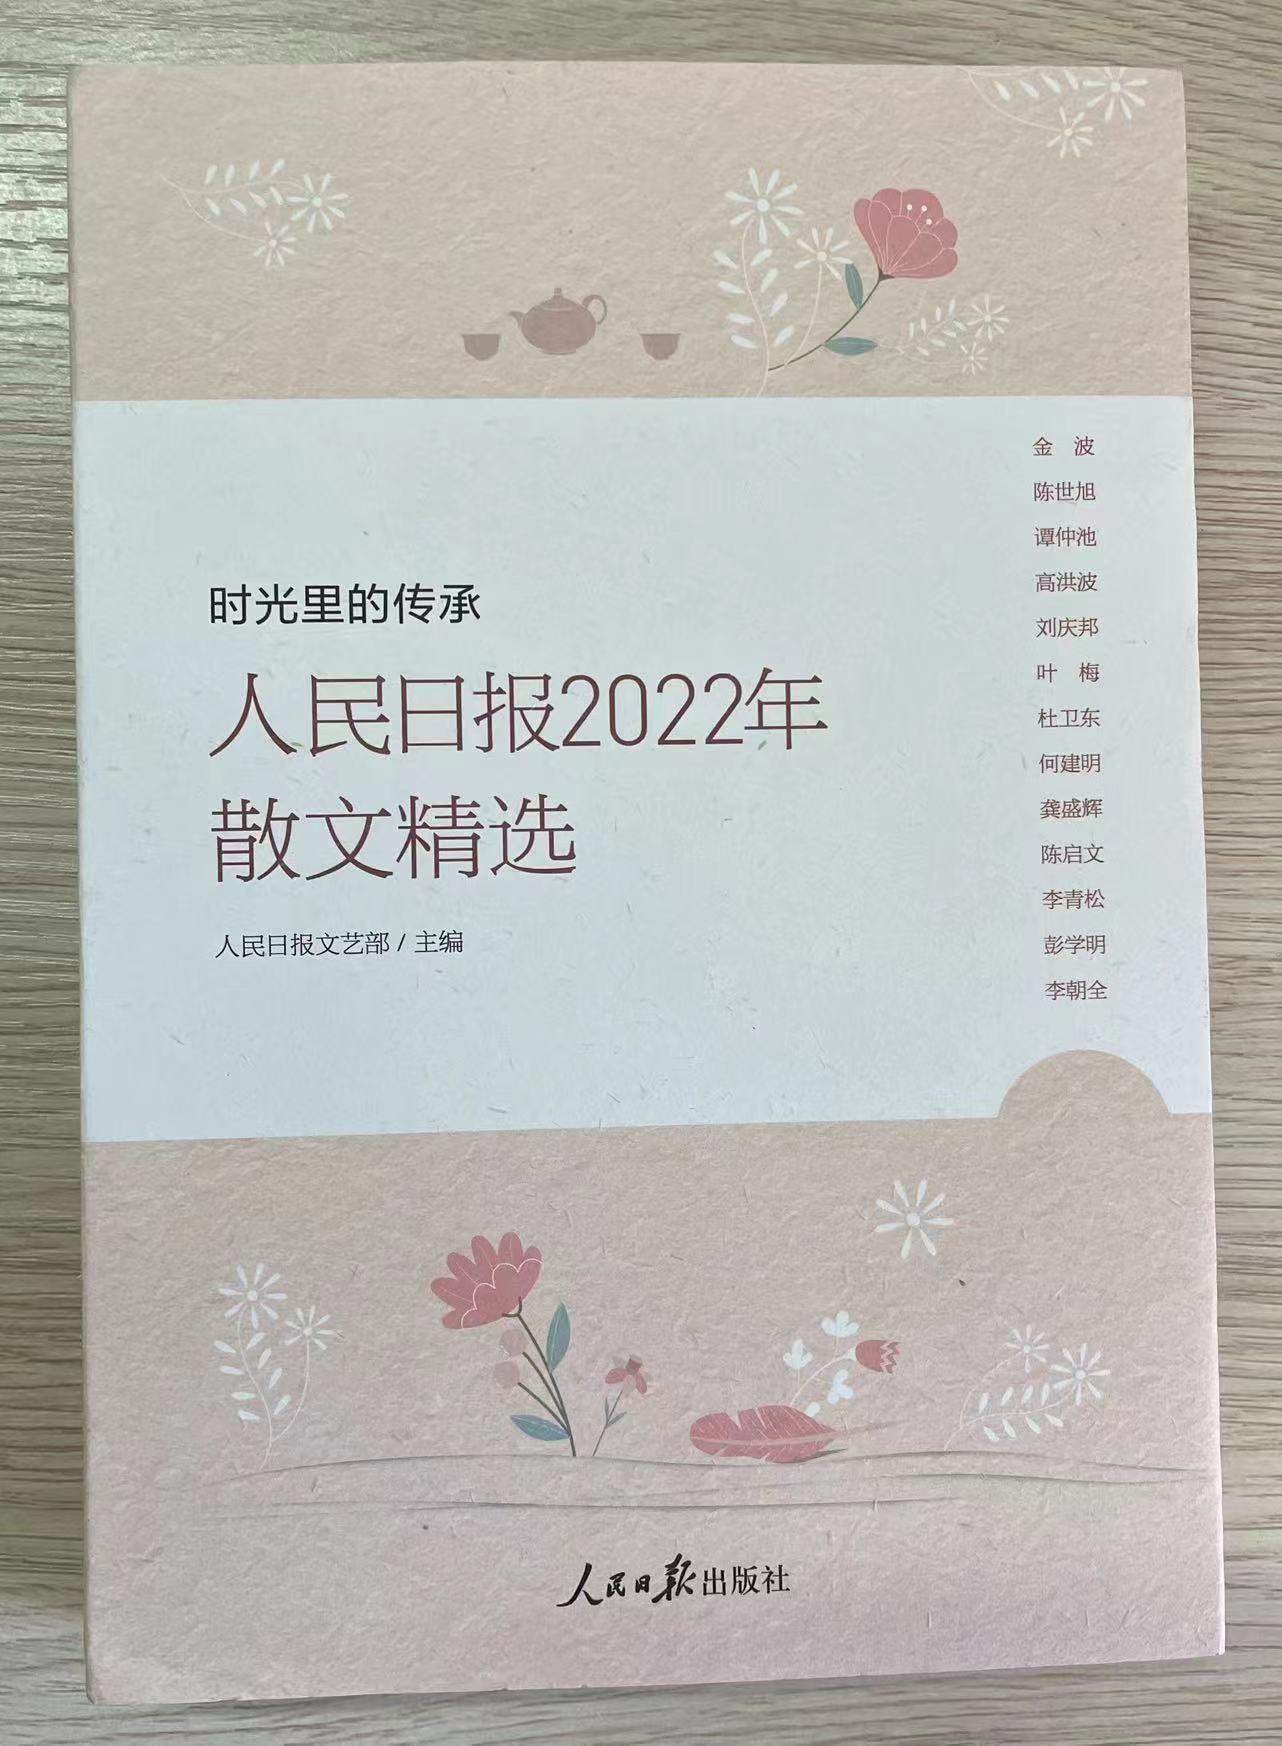 金 波
陈世旭
谭仲池
高洪波
刘庆邦
叶 梅
杜卫东
何建明
龚盛辉
陈启文
李青松
彭学明
李朝全
时光里的传承
人民日报2022年
散文精选
人民日报文艺部 / 主编
人民日报出版社